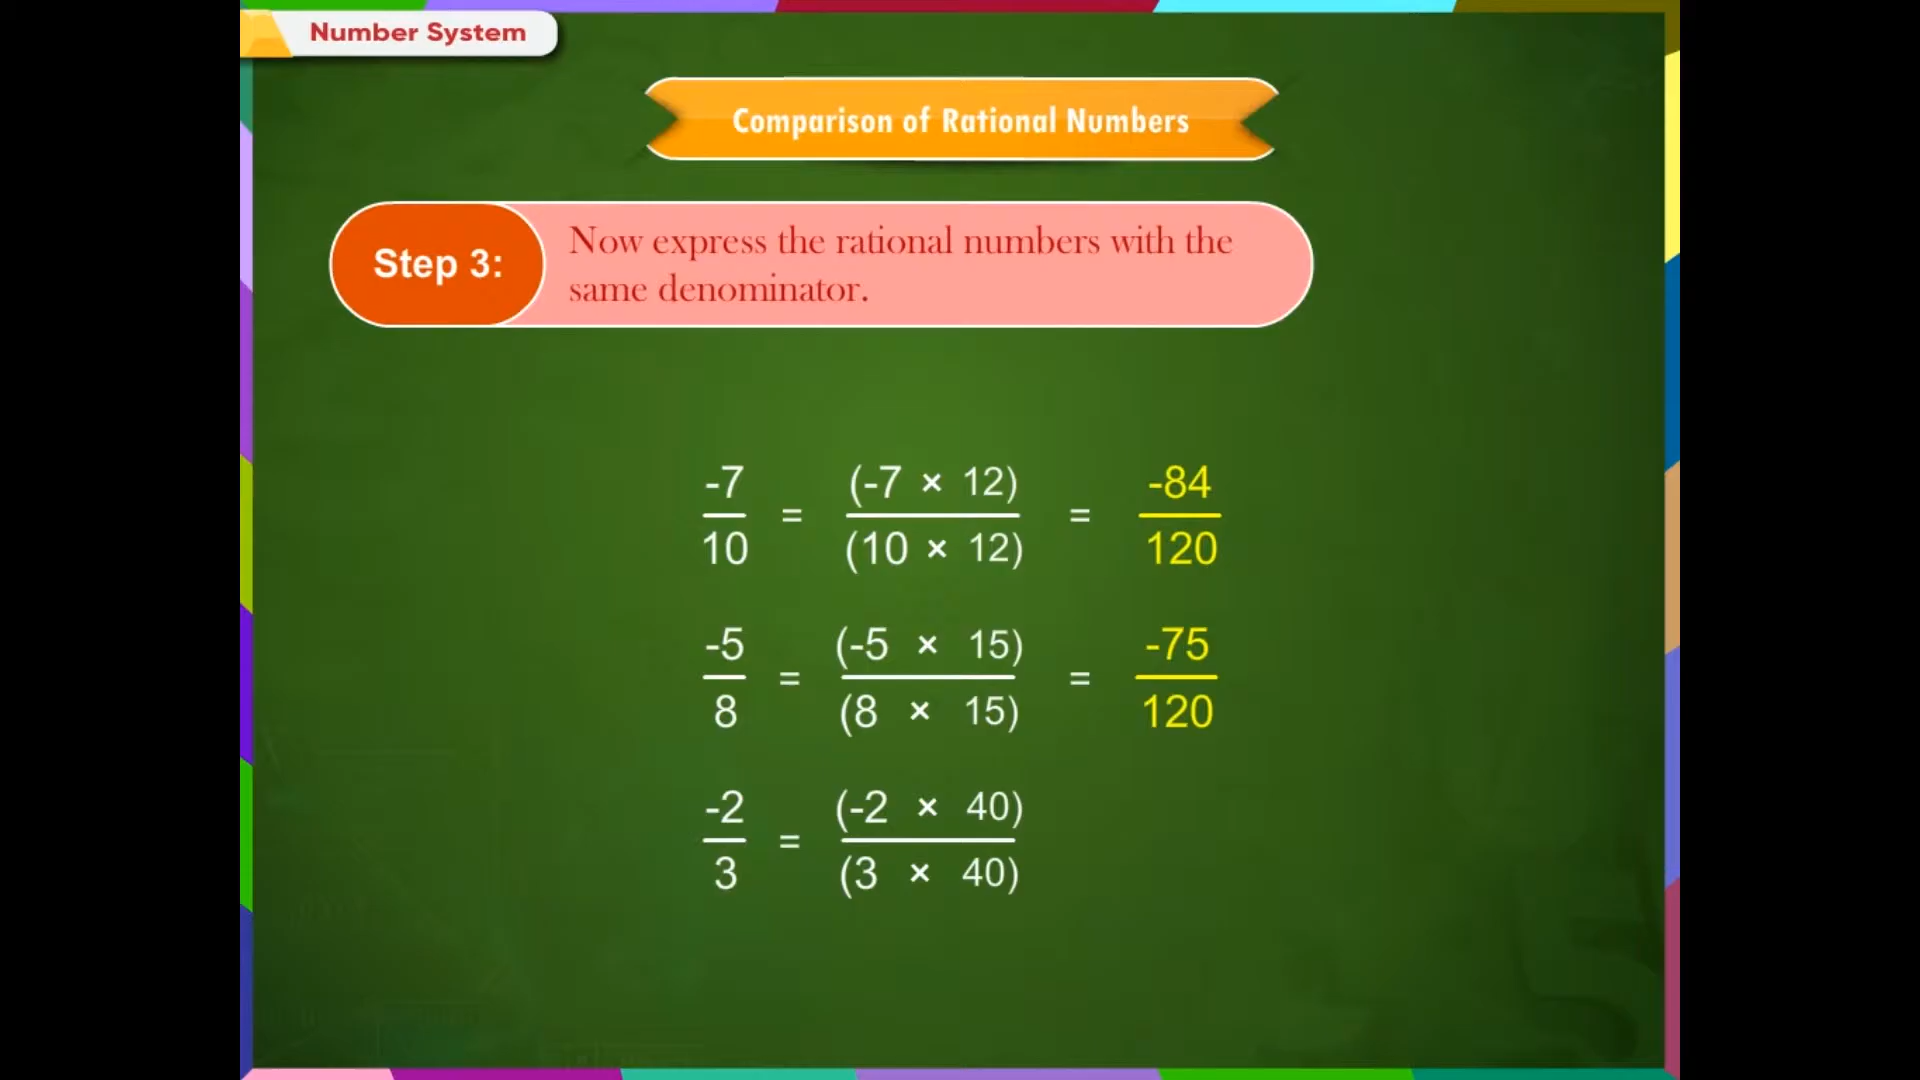 Number System
Comparison of Rational Numbers
Step 3:
Now express the rational numbers with the
same denominator.
-7/10 = (-7 × 12)/(10 × 12) = -84/120
-5/8 = (-5 × 15)/(8 × 15) = -75/120
-2/3 = (-2 × 40)/(3 × 40)